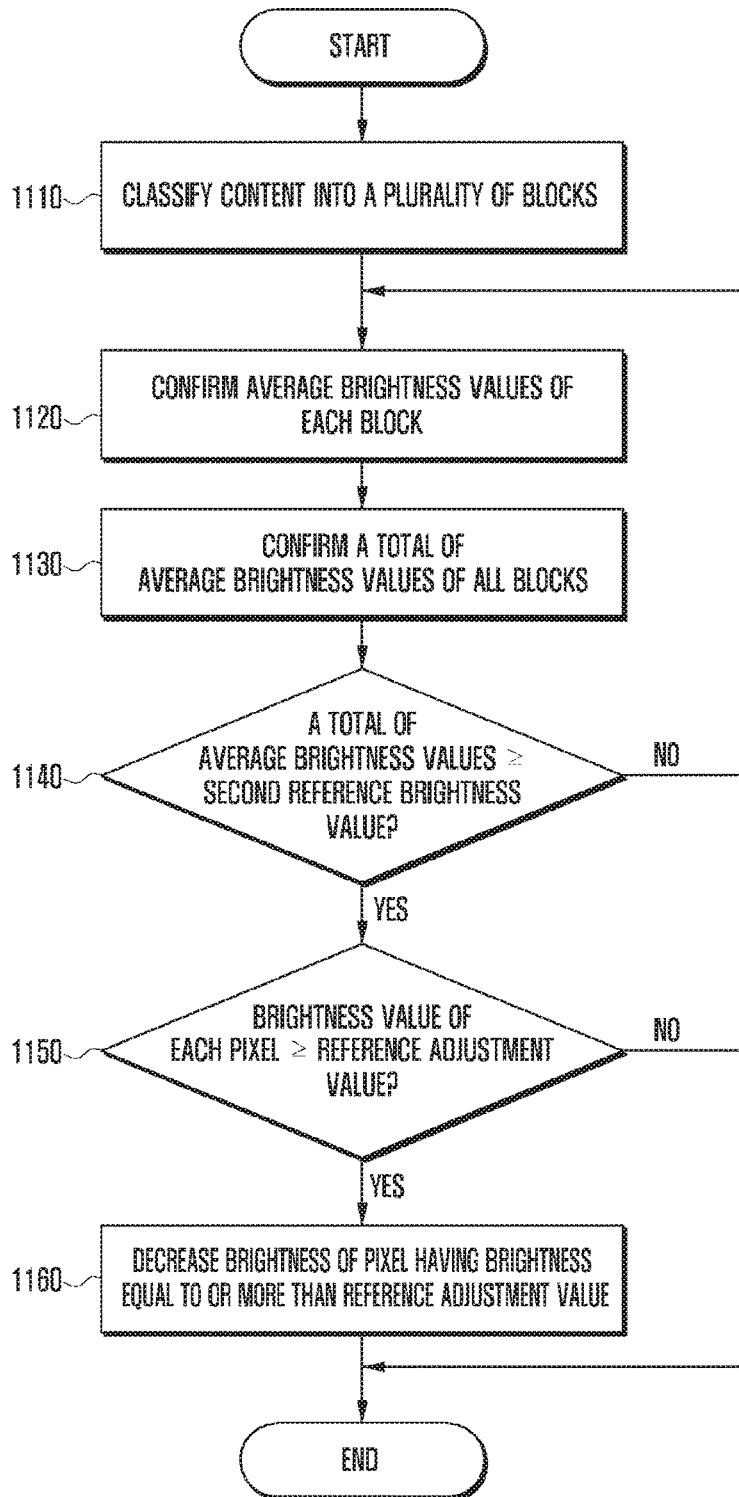 START
1110
CLASSIFY CONTENT INTO A PLURALITY OF BLOCKS
1120
CONFIRM AVERAGE BRIGHTNESS VALUES OF
EACH BLOCK
1130
CONFIRM A TOTAL OF
AVERAGE BRIGHTNESS VALUES OF ALL BLOCKS
1140
A TOTAL OF
AVERAGE BRIGHTNESS VALUES ≥
SECOND REFERENCE BRIGHTNESS
VALUE?
NO
YES
1150
BRIGHTNESS VALUE OF
EACH PIXEL ≥ REFERENCE ADJUSTMENT
VALUE?
NO
YES
1160
DECREASE BRIGHTNESS OF PIXEL HAVING BRIGHTNESS
EQUAL TO OR MORE THAN REFERENCE ADJUSTMENT VALUE
END